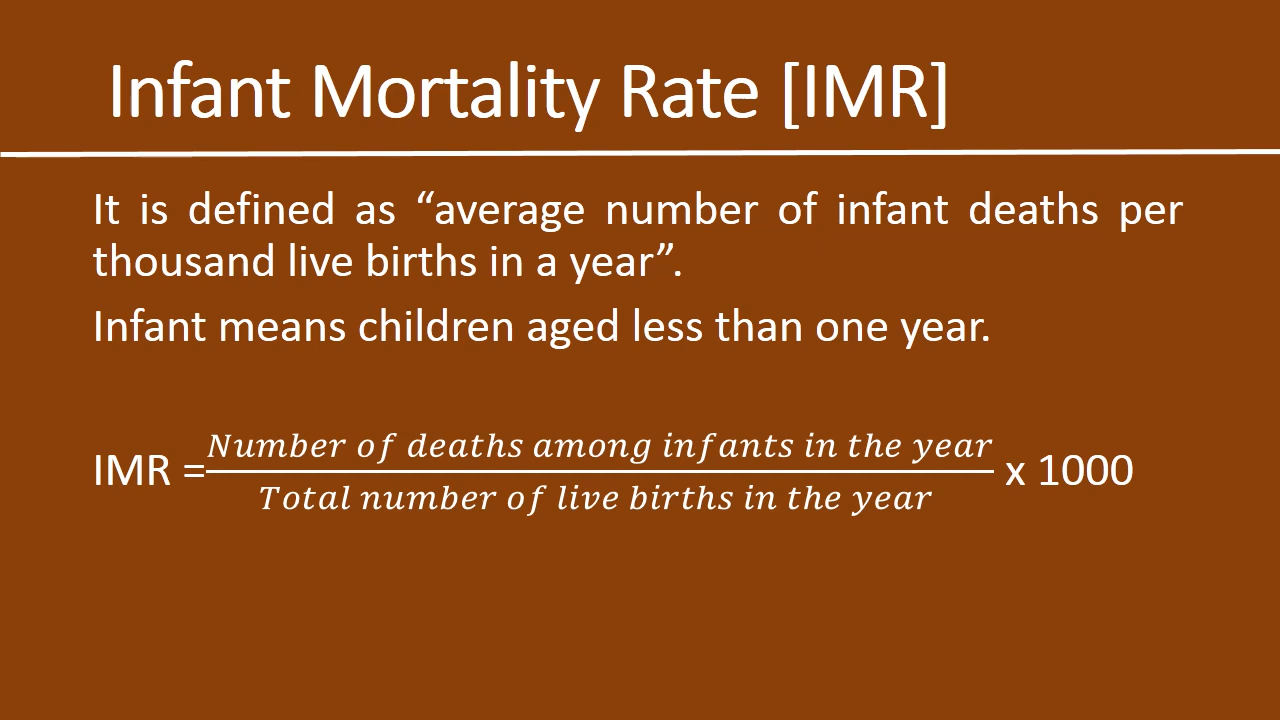 Infant Mortality Rate [IMR]
It is defined as “average number of infant deaths per
thousand live births in a year”.
Infant means children aged less than one year.
IMR = Number of deaths among infants in the year / Total number of live births in the year x 1000